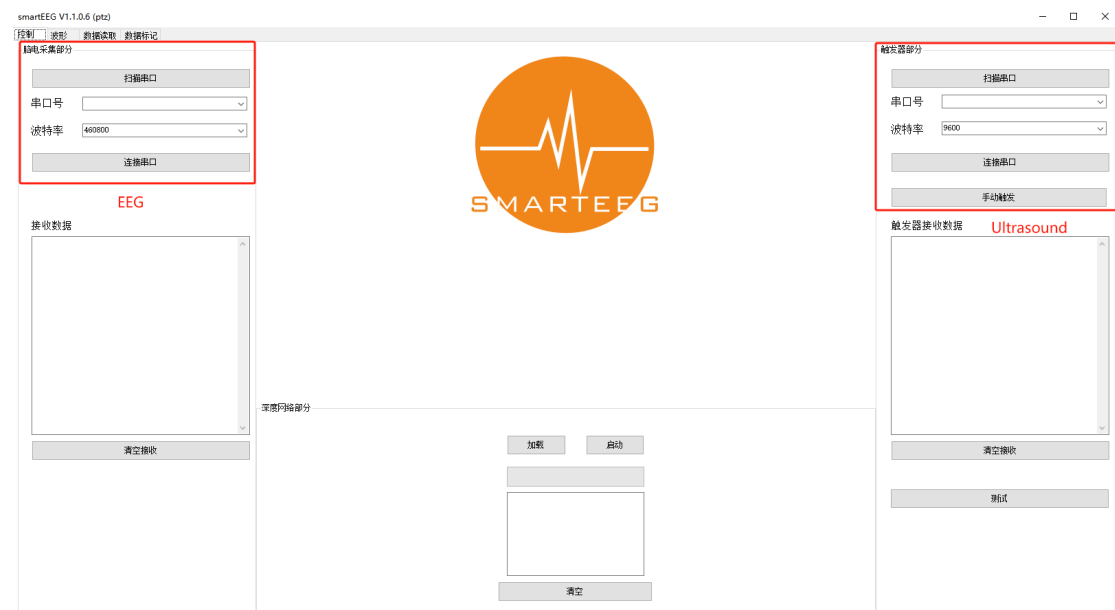 smartEEG V1.1.0.6 (ptz)
控制 波形 数据读取 数据标记
脑电采集部分
扫描串口
串口号
波特率 460800
连接串口
EEG
接收数据
清空接收
SMARTEEG
深度网络部分
加载 启动
清空
触发器部分
扫描串口
串口号
波特率 9600
连接串口
手动触发
触发器接收数据 Ultrasound
清空接收
测试